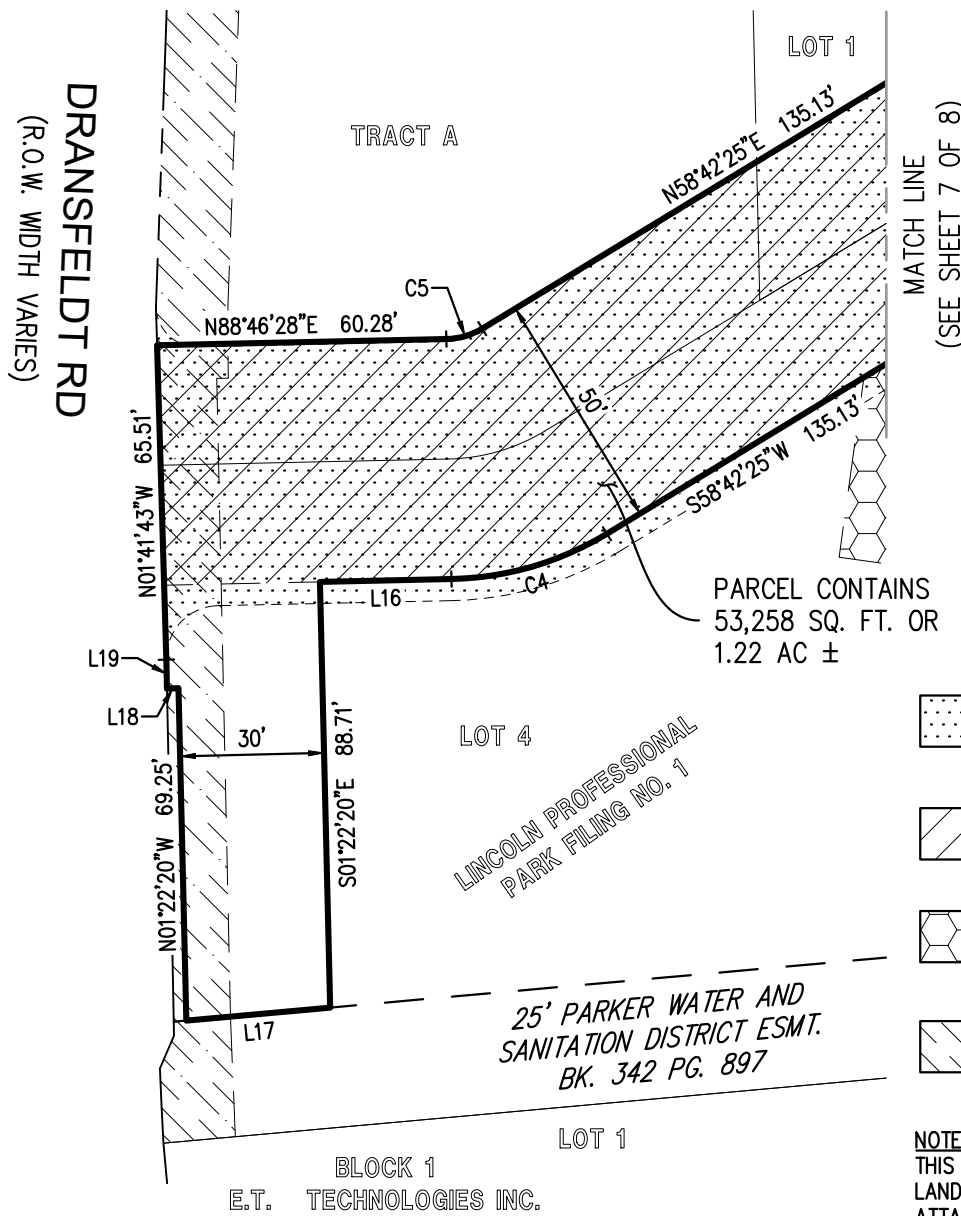 LOT 1
TRACT A
DRANSFELDT RD
(R.O.W. WIDTH VARIES)
N58°42'25"E 135.13'
MATCH LINE
(SEE SHEET 7 OF 8)
C5
N88°46'28"E 60.28'
50'
N01°41'43"W 65.51'
S58°42'25"W 135.13'
L16
C4
PARCEL CONTAINS
53,258 SQ. FT. OR
1.22 AC ±
L19
L18
30'
LOT 4
N01°22'20"W 69.25'
S01°22'20"E 88.71'
LINCOLN PROFESSIONAL
PARK FILING NO. 1
L17
25' PARKER WATER AND
SANITATION DISTRICT ESMT.
BK. 342 PG. 897
LOT 1
BLOCK 1
E.T. TECHNOLOGIES INC.
NOTE
THIS
LAND
ATTA